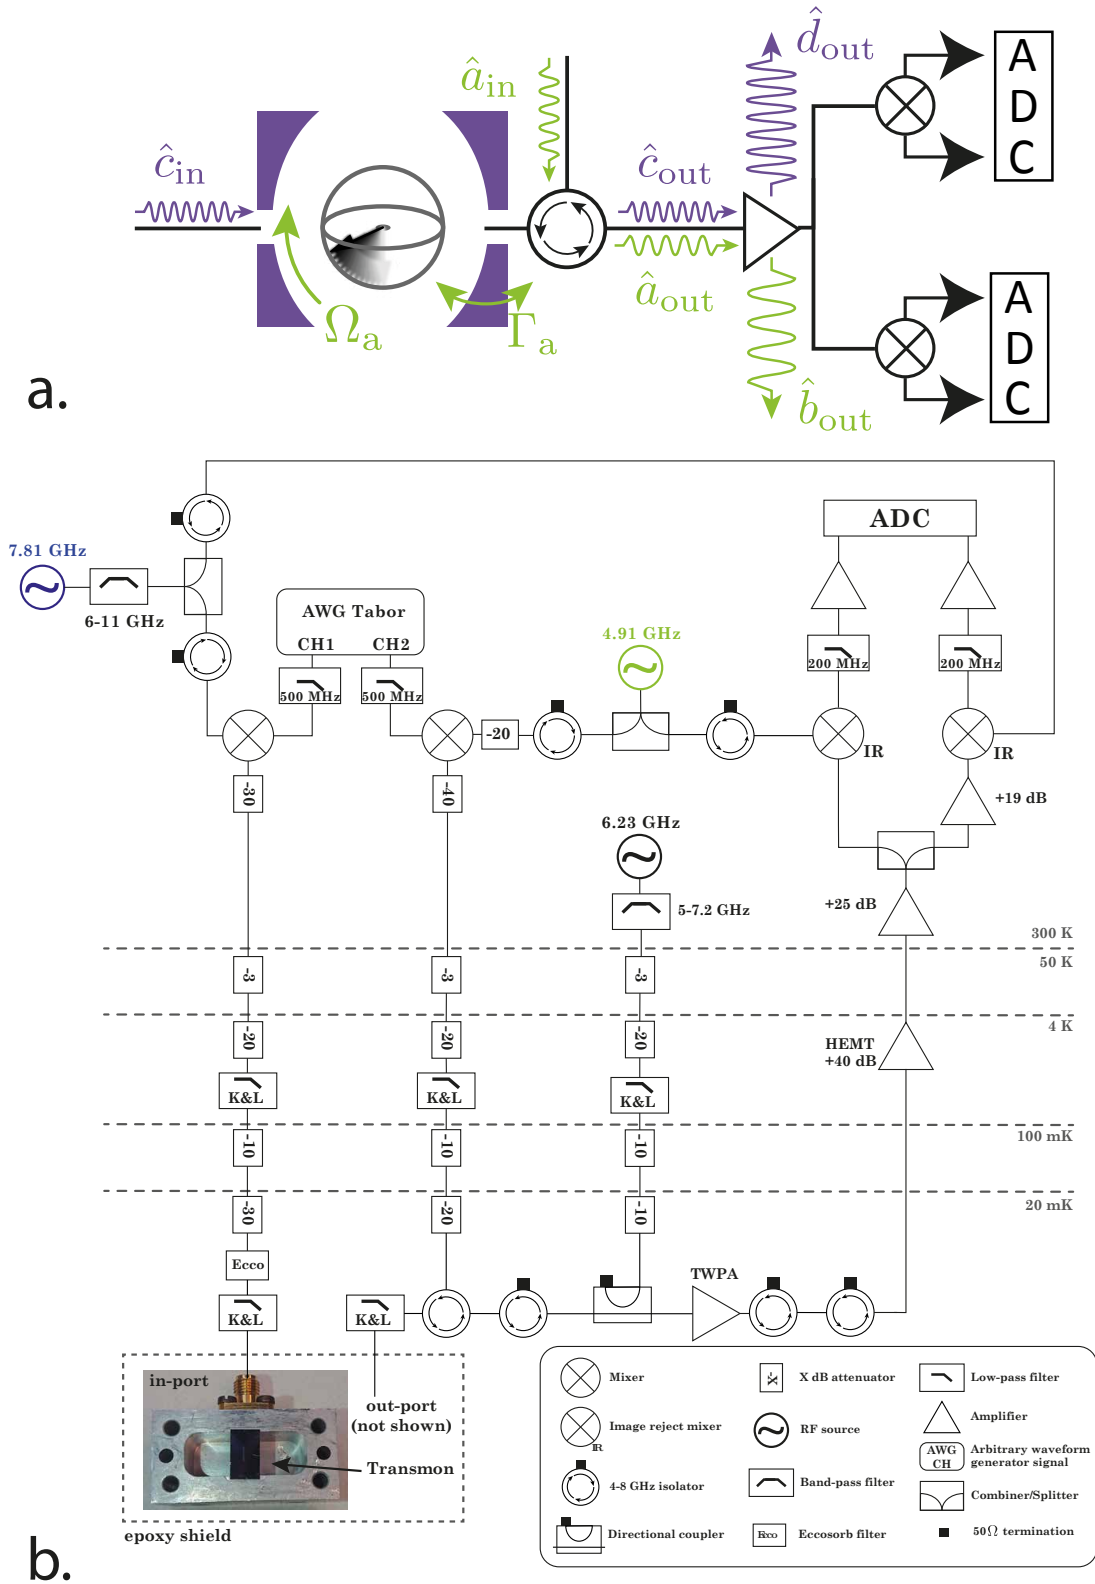 ĉin
âin
ĉout
d̂out
âout
b̂out
Ωa
Γa
A
D
C
A
D
C
a.
7.81 GHz
6-11 GHz
AWG Tabor
CH1 CH2
500 MHz
500 MHz
4.91 GHz
ADC
200 MHz
200 MHz
-20
IR
IR
-30
-40
+19 dB
6.23 GHz
5-7.2 GHz
+25 dB
300 K
50 K
-3
-3
-3
4 K
-20
-20
-20
HEMT
+40 dB
K&L
K&L
K&L
100 mK
-10
-10
-10
20 mK
-30
-20
-10
Ecco
TWPA
K&L
K&L
in-port
out-port
(not shown)
Transmon
epoxy shield
Mixer
X dB attenuator
-X-
Low-pass filter
Image reject mixer
IR
RF source
Amplifier
4-8 GHz isolator
Band-pass filter
AWG
CH
Arbitrary waveform
generator signal
Combiner/Splitter
Directional coupler
Ecco
Eccosorb filter
50Ω termination
b.